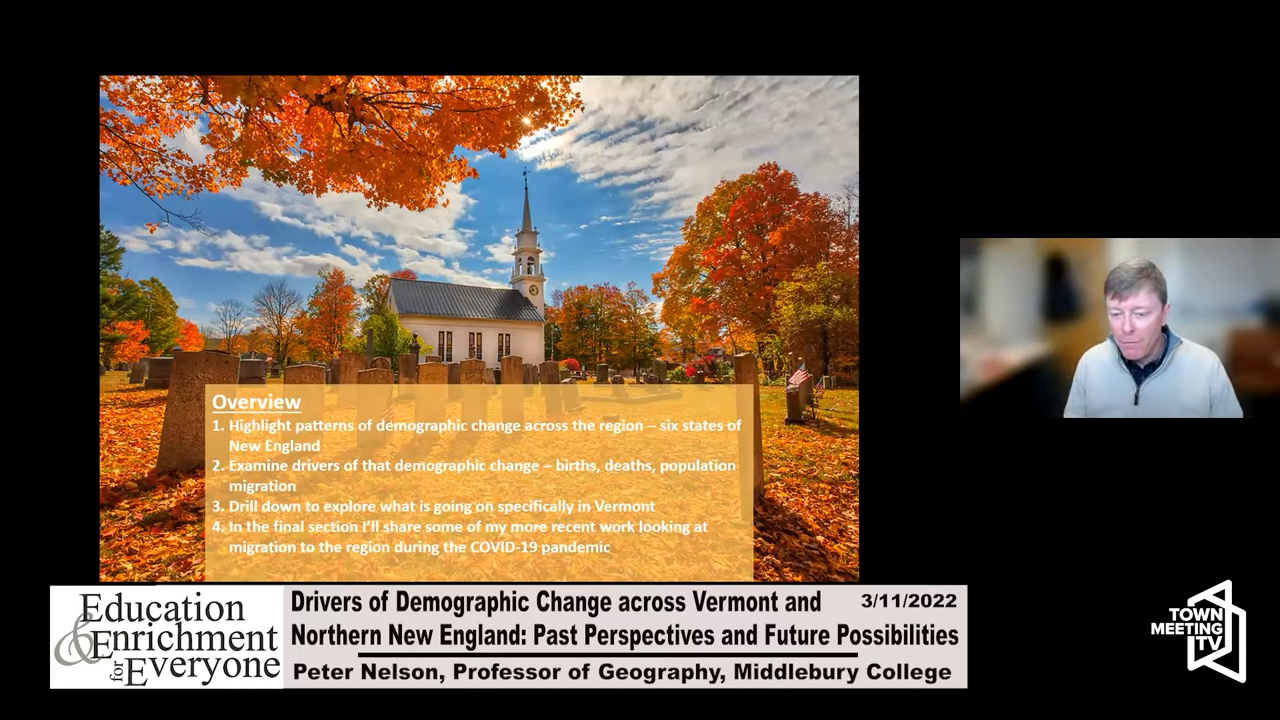 Overview
1. Highlight patterns of demographic change across the region – six states of
New England
2. Examine drivers of that demographic change – births, deaths, population
migration
3. Drill down to explore what is going on specifically in Vermont
4. In the final section I'll share some of my more recent work looking at
migration to the region during the COVID-19 pandemic
Education
& Enrichment
for Everyone
Drivers of Demographic Change across Vermont and
3/11/2022
Northern New England: Past Perspectives and Future Possibilities
Peter Nelson, Professor of Geography, Middlebury College
TOWN
MEETING
TV